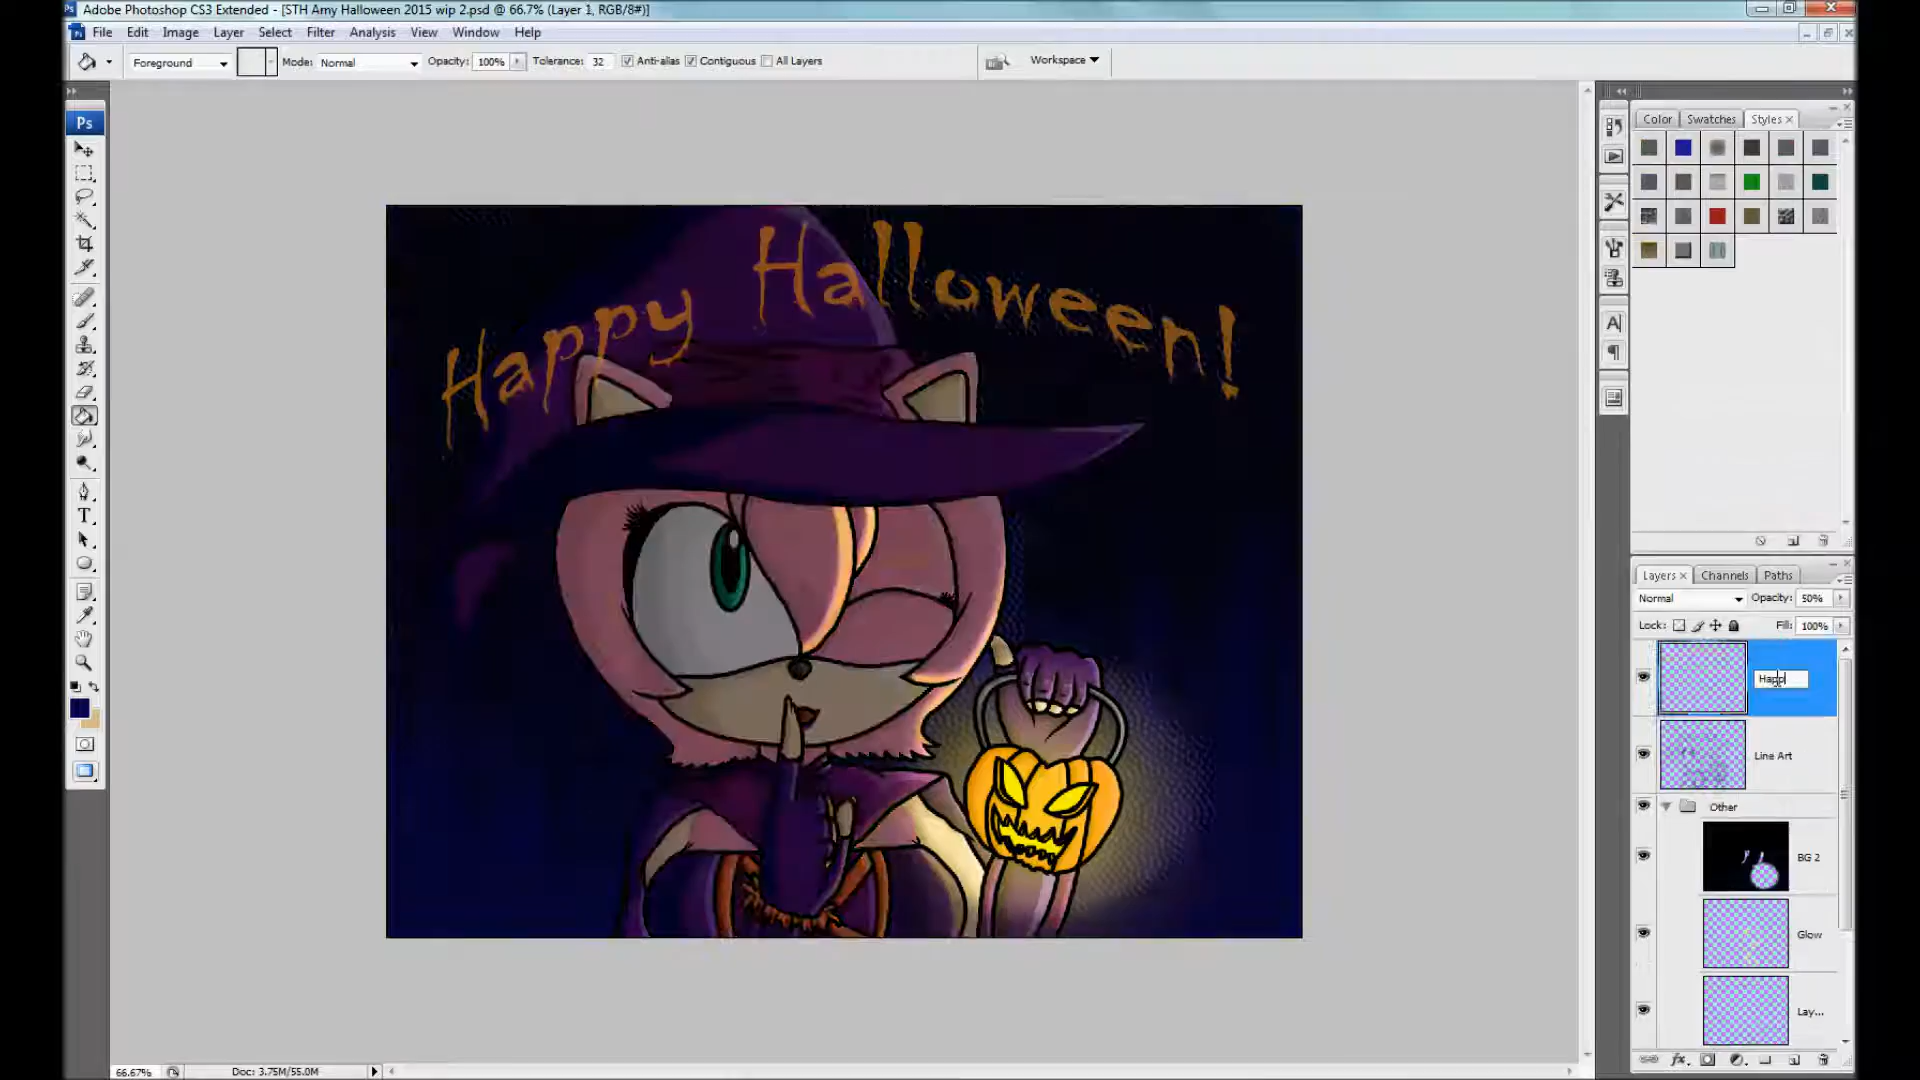 Adobe Photoshop CS3 Extended - [STH Amy Halloween 2015 wip 2.psd @ 66.7% (Layer 1, RGB/8#)]
File Edit Image Layer Select Filter Analysis View Window Help
Foreground Mode: Normal Opacity: 100% Tolerance: 32 Anti-alias Contiguous All Layers Workspace
Ps
Color Swatches Styles
Happy Halloween!
Layers Channels Paths
Normal Opacity: 50%
Lock: Fill: 100%
Happ
Line Art
Other
BG 2
Glow
Lay...
66.67% Doc: 3.75M/55.0M